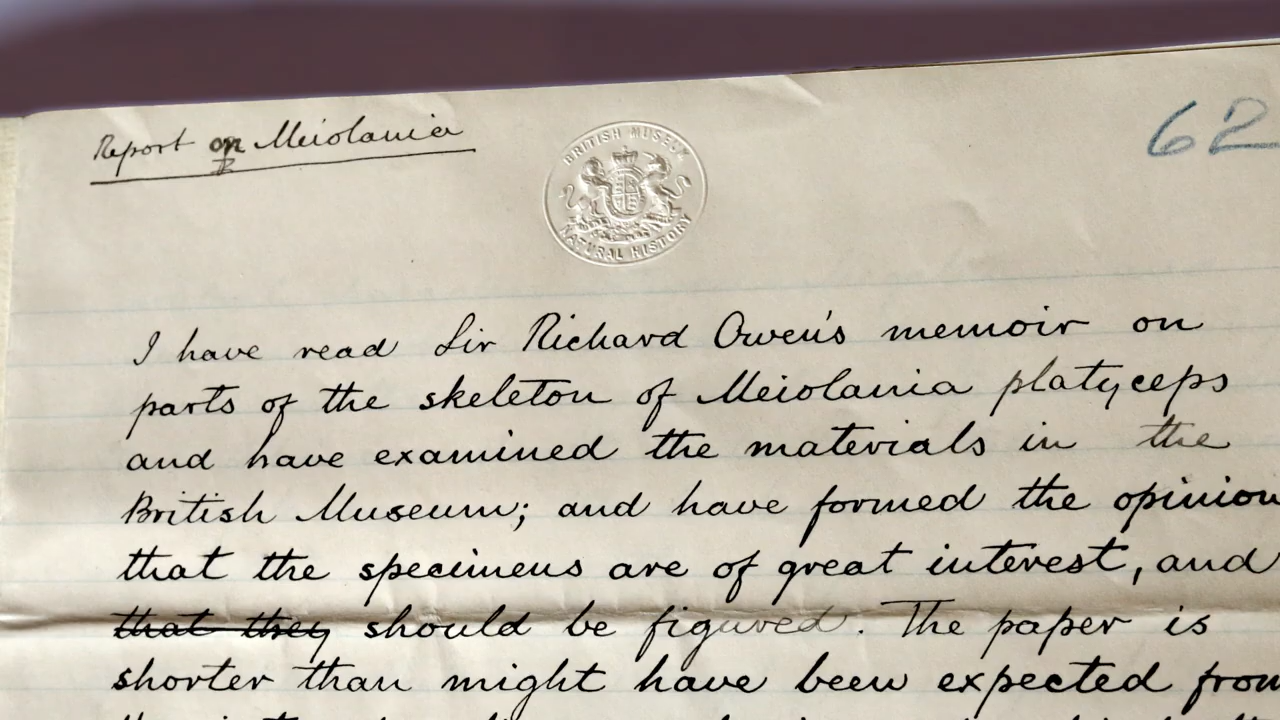 Report on Meiolania
BRITISH MUSEUM
NATURAL HISTORY
62
I have read Sir Richard Owen's memoir on
parts of the skeleton of Meiolania platyceps
and have examined the materials in the
British Museum; and have formed the opinion
that the specimens are of great interest, and
that they should be figured. The paper is
shorter than might have been expected from